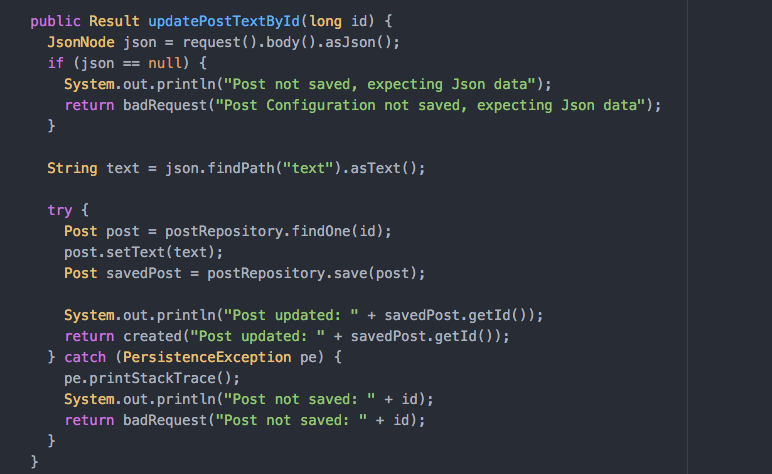 public Result updatePostTextById(long id) {
JsonNode json = request().body().asJson();
if (json == null) {
System.out.println("Post not saved, expecting Json data");
return badRequest("Post Configuration not saved, expecting Json data");
}
String text = json.findPath("text").asText();
try {
Post post = postRepository.findOne(id);
post.setText(text);
Post savedPost = postRepository.save(post);
System.out.println("Post updated: " + savedPost.getId());
return created("Post updated: " + savedPost.getId());
} catch (PersistenceException pe) {
pe.printStackTrace();
System.out.println("Post not saved: " + id);
return badRequest("Post not saved: " + id);
}
}